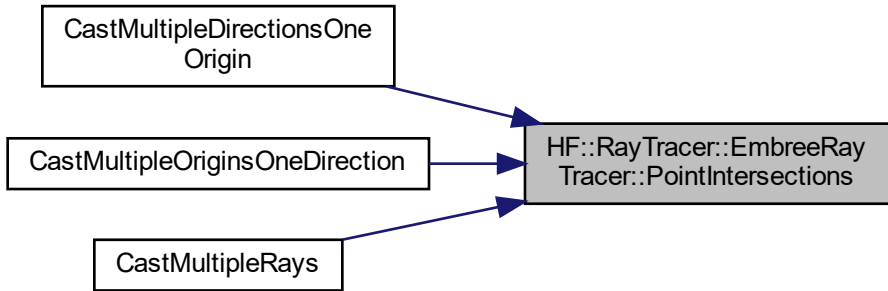 CastMultipleDirectionsOne
Origin
CastMultipleOriginsOneDirection
CastMultipleRays
HF::RayTracer::EmbreeRay
Tracer::PointIntersections